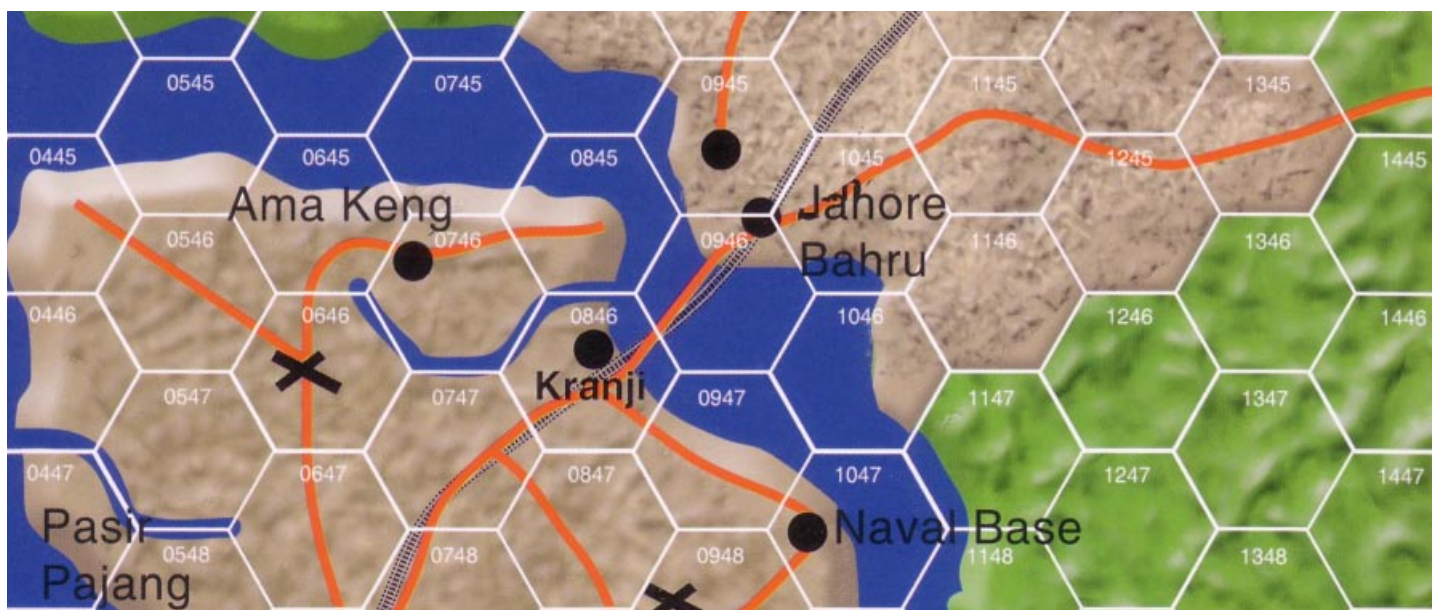 0545 0745 0945 1145 1345
0445 0645 0845 1045 1245 1445
Ama Keng
Jahore
Bahru
0546 0746 0946 1146 1346
0446 0646 0846 1046 1246 1446
Kranji
0547 0747 0947 1147 1347
0447 0647 0847 1047 1247 1447
Pasir
Pajang
Naval Base
0548 0748 0948 1148 1348